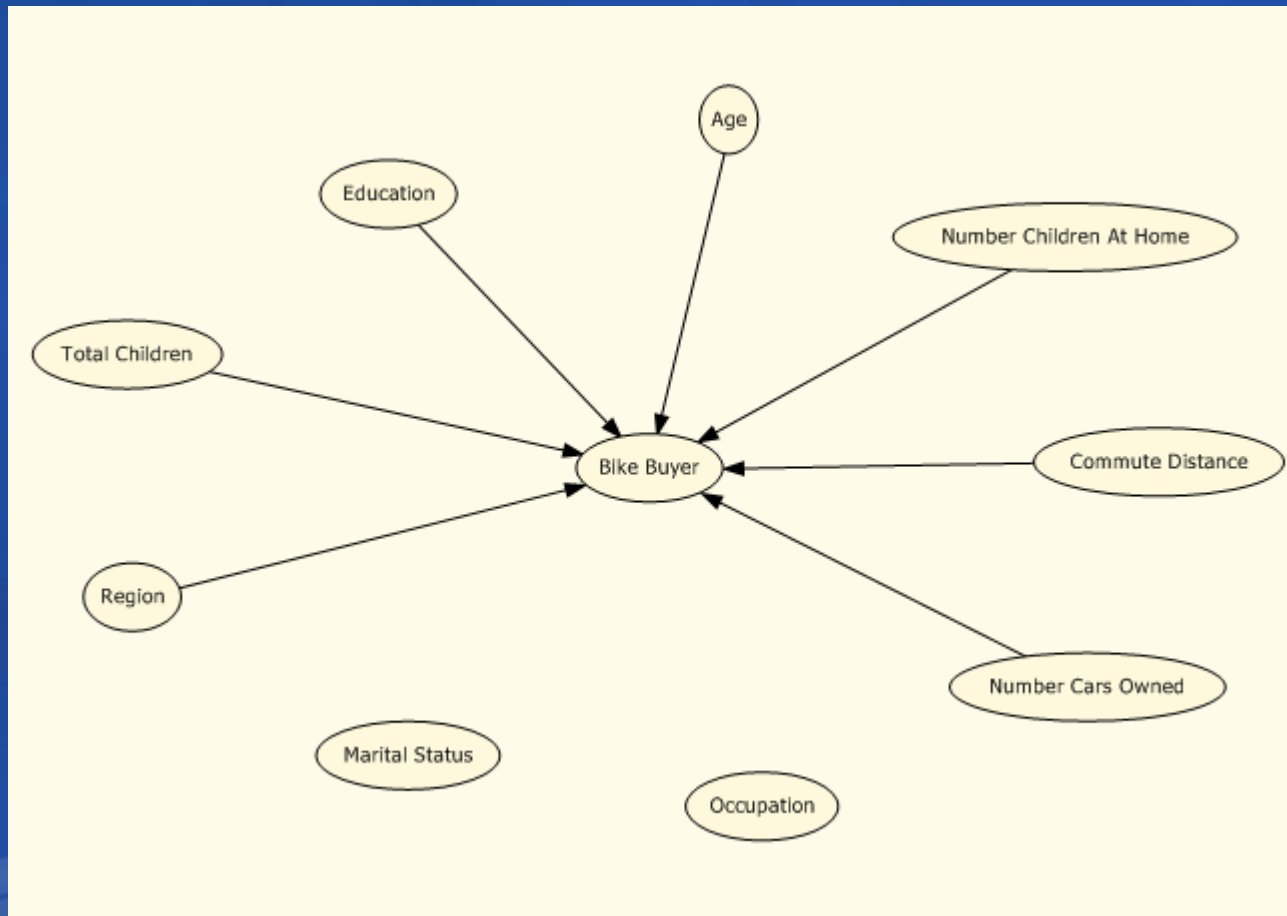 Age
Education
Number Children At Home
Total Children
Bike Buyer
Commute Distance
Region
Number Cars Owned
Marital Status
Occupation